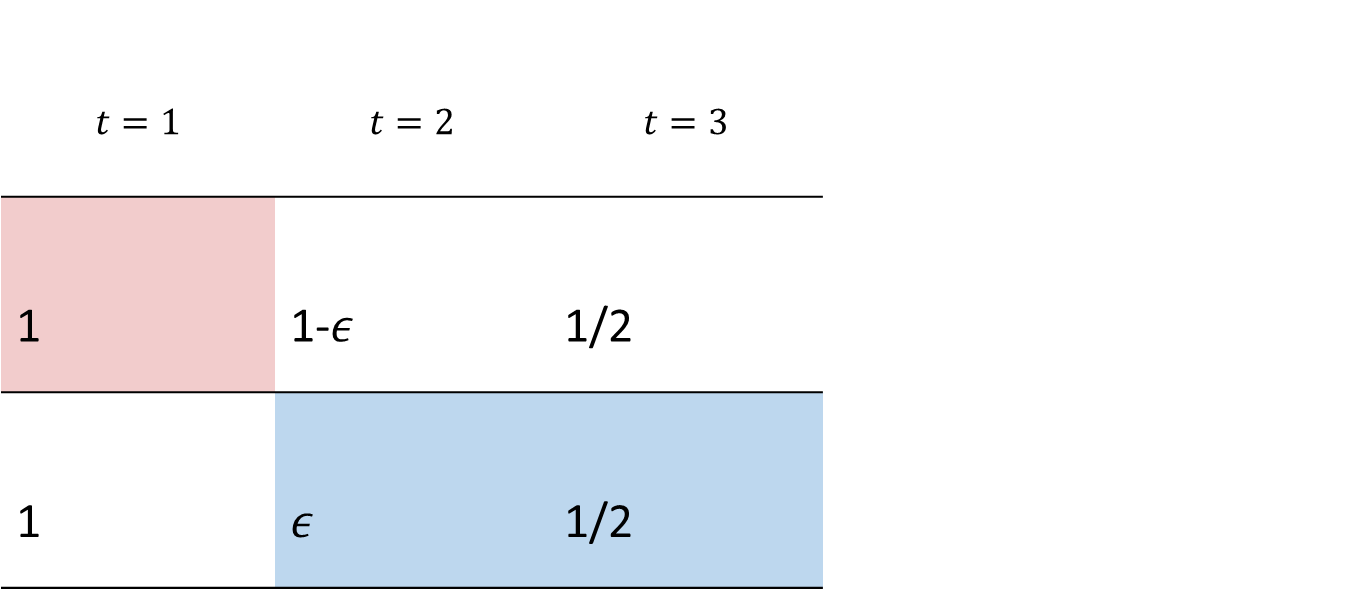 t = 1 t = 2 t = 3
1 1-ϵ 1/2
1 ϵ 1/2